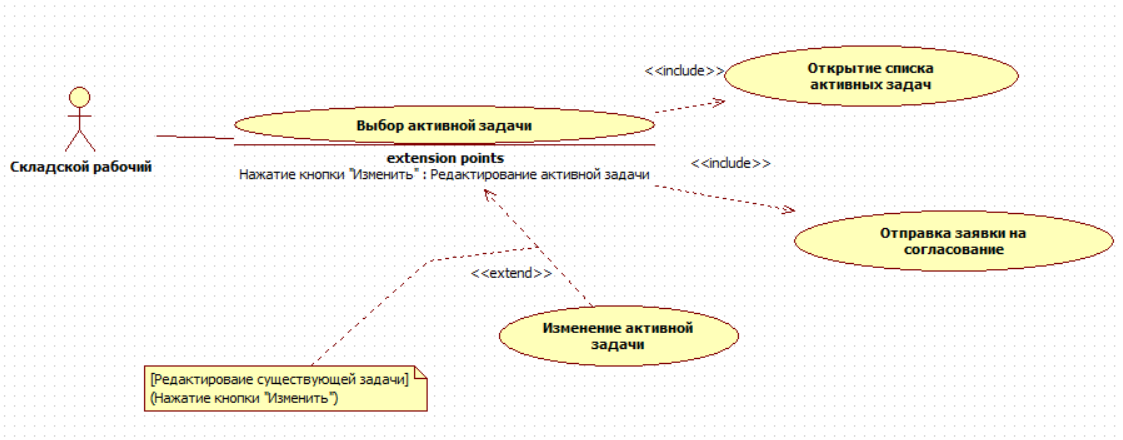 <<include>>
Открытие списка
активных задач
Выбор активной задачи
Складской рабочий
extension points
Нажатие кнопки "Изменить" : Редактирование активной задачи
<<include>>
Отправка заявки на
согласование
<<extend>>
Изменение активной
задачи
[Редактироваие существующей задачи]
(Нажатие кнопки "Изменить")